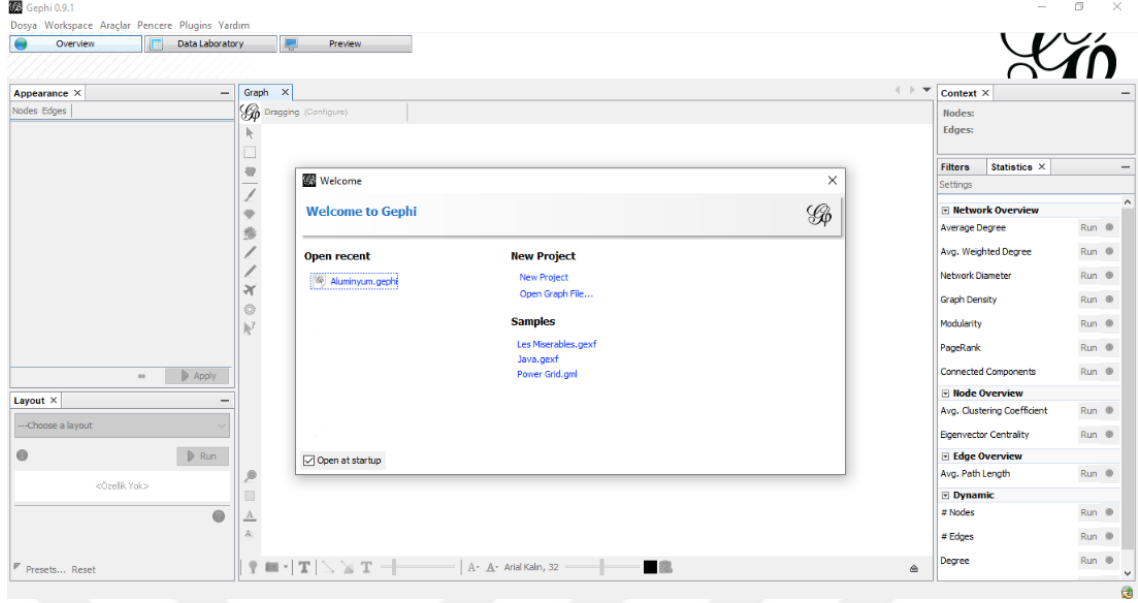 Gephi 0.9.1
Dosya Workspace Araçlar Pencere Plugins Yardım
Overview Data Laboratory Preview
Appearance
Nodes Edges
Apply
Layout
---Choose a layout
Run
<Özellik Yok>
Presets... Reset
Graph
Dragging (Configure)
Welcome
Welcome to Gephi
Open recent
Aluminyum.gephi
New Project
New Project
Open Graph File...
Samples
Les Miserables.gexf
Java.gexf
Power Grid.gml
Open at startup
T T A- A- Arial Kalın, 32
Context
Nodes:
Edges:
Filters Statistics
Settings
Network Overview
Average Degree Run
Avg. Weighted Degree Run
Network Diameter Run
Graph Density Run
Modularity Run
PageRank Run
Connected Components Run
Node Overview
Avg. Clustering Coefficient Run
Eigenvector Centrality Run
Edge Overview
Avg. Path Length Run
Dynamic
# Nodes Run
# Edges Run
Degree Run